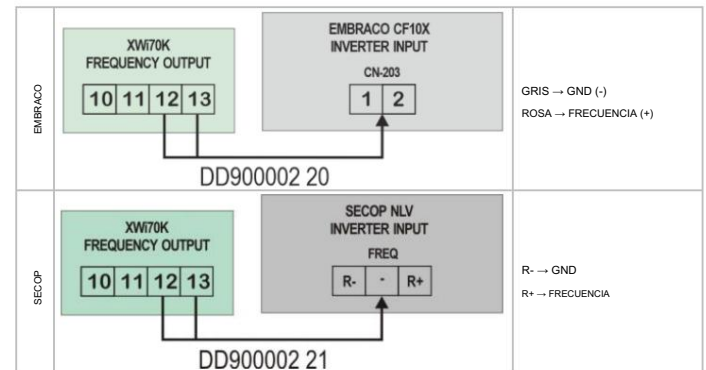 EMBRACO
XWi70K
FREQUENCY OUTPUT
10 11 12 13
EMBRACO CF10X
INVERTER INPUT
CN-203
1 2
DD900002 20
GRIS → GND (-)
ROSA → FRECUENCIA (+)
SECOP
XWi70K
FREQUENCY OUTPUT
10 11 12 13
SECOP NLV
INVERTER INPUT
FREQ
R- - R+
DD900002 21
R- → GND
R+ → FRECUENCIA